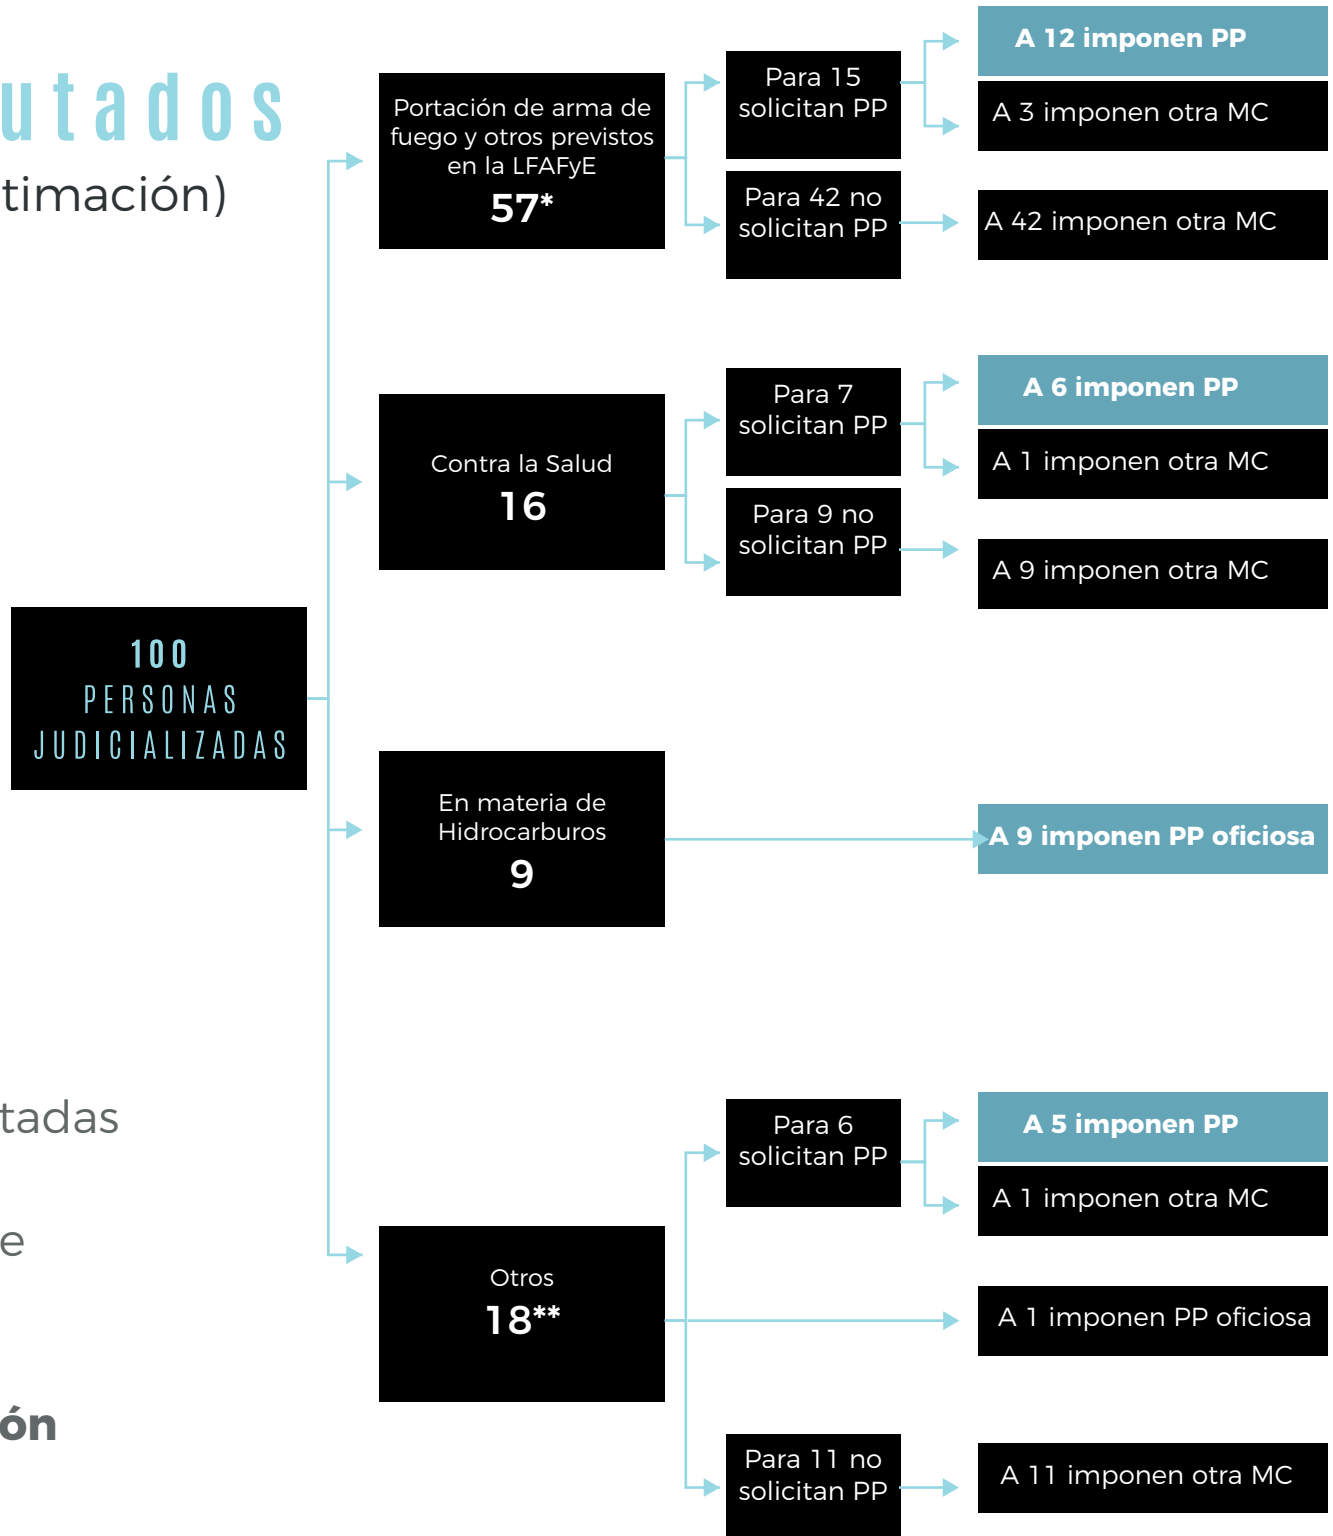 utados
timación)
100
PERSONAS
JUDICIALIZADAS
tadas
e
ón
Portación de arma de
fuego y otros previstos
en la LFAFyE
57*
Para 15
solicitan PP
A 12 imponen PP
A 3 imponen otra MC
Para 42 no
solicitan PP
A 42 imponen otra MC
Contra la Salud
16
Para 7
solicitan PP
A 6 imponen PP
A 1 imponen otra MC
Para 9 no
solicitan PP
A 9 imponen otra MC
En materia de
Hidrocarburos
9
A 9 imponen PP oficiosa
Otros
18**
Para 6
solicitan PP
A 5 imponen PP
A 1 imponen otra MC
A 1 imponen PP oficiosa
Para 11 no
solicitan PP
A 11 imponen otra MC